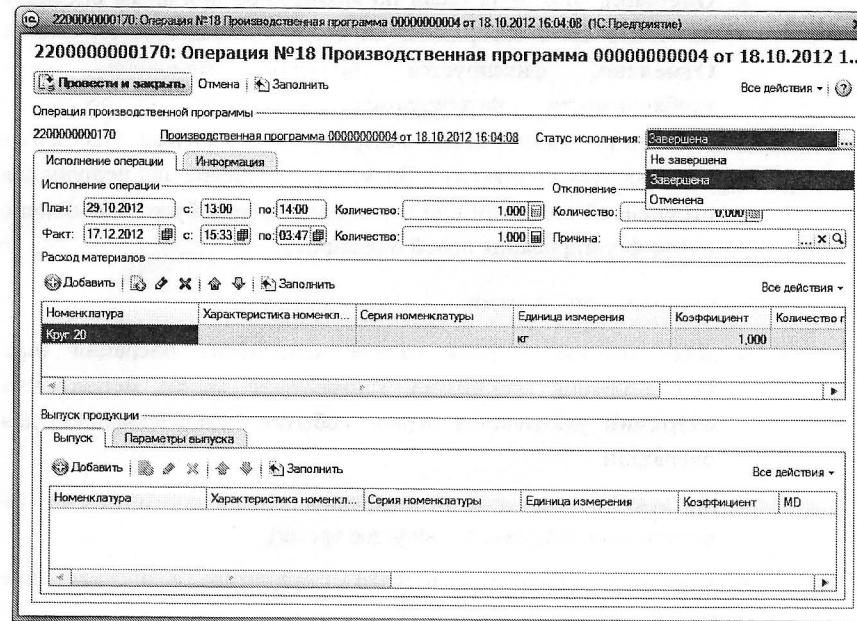 2200000000170: Операция №18 Производственная программа 00000000004 от 18.10.2012 16:04:08 (1С:Предприятие)
2200000000170: Операция №18 Производственная программа 00000000004 от 18.10.2012 1...
Провести и закрыть Отмена Заполнить Все действия
Операция производственной программы
2200000000170 Производственная программа 00000000004 от 18.10.2012 16:04:08 Статус исполнения: Завершена ...
Не завершена
Завершена
Отменена
Исполнение операции Информация
Исполнение операции Отклонение
План: 29.10.2012 с: 13:00 по: 14:00 Количество: 1,000 Количество: 0,000
Факт: 17.12.2012 с: 15:33 по: 03:47 Количество: 1,000 Причина: ...
Расход материалов
Добавить Заполнить Все действия
Номенклатура Характеристика номенкл... Серия номенклатуры Единица измерения Коэффициент Количество
Круг 20 кг 1,000
Выпуск продукции
Выпуск Параметры выпуска
Добавить Заполнить Все действия
Номенклатура Характеристика номенкл... Серия номенклатуры Единица измерения Коэффициент MD